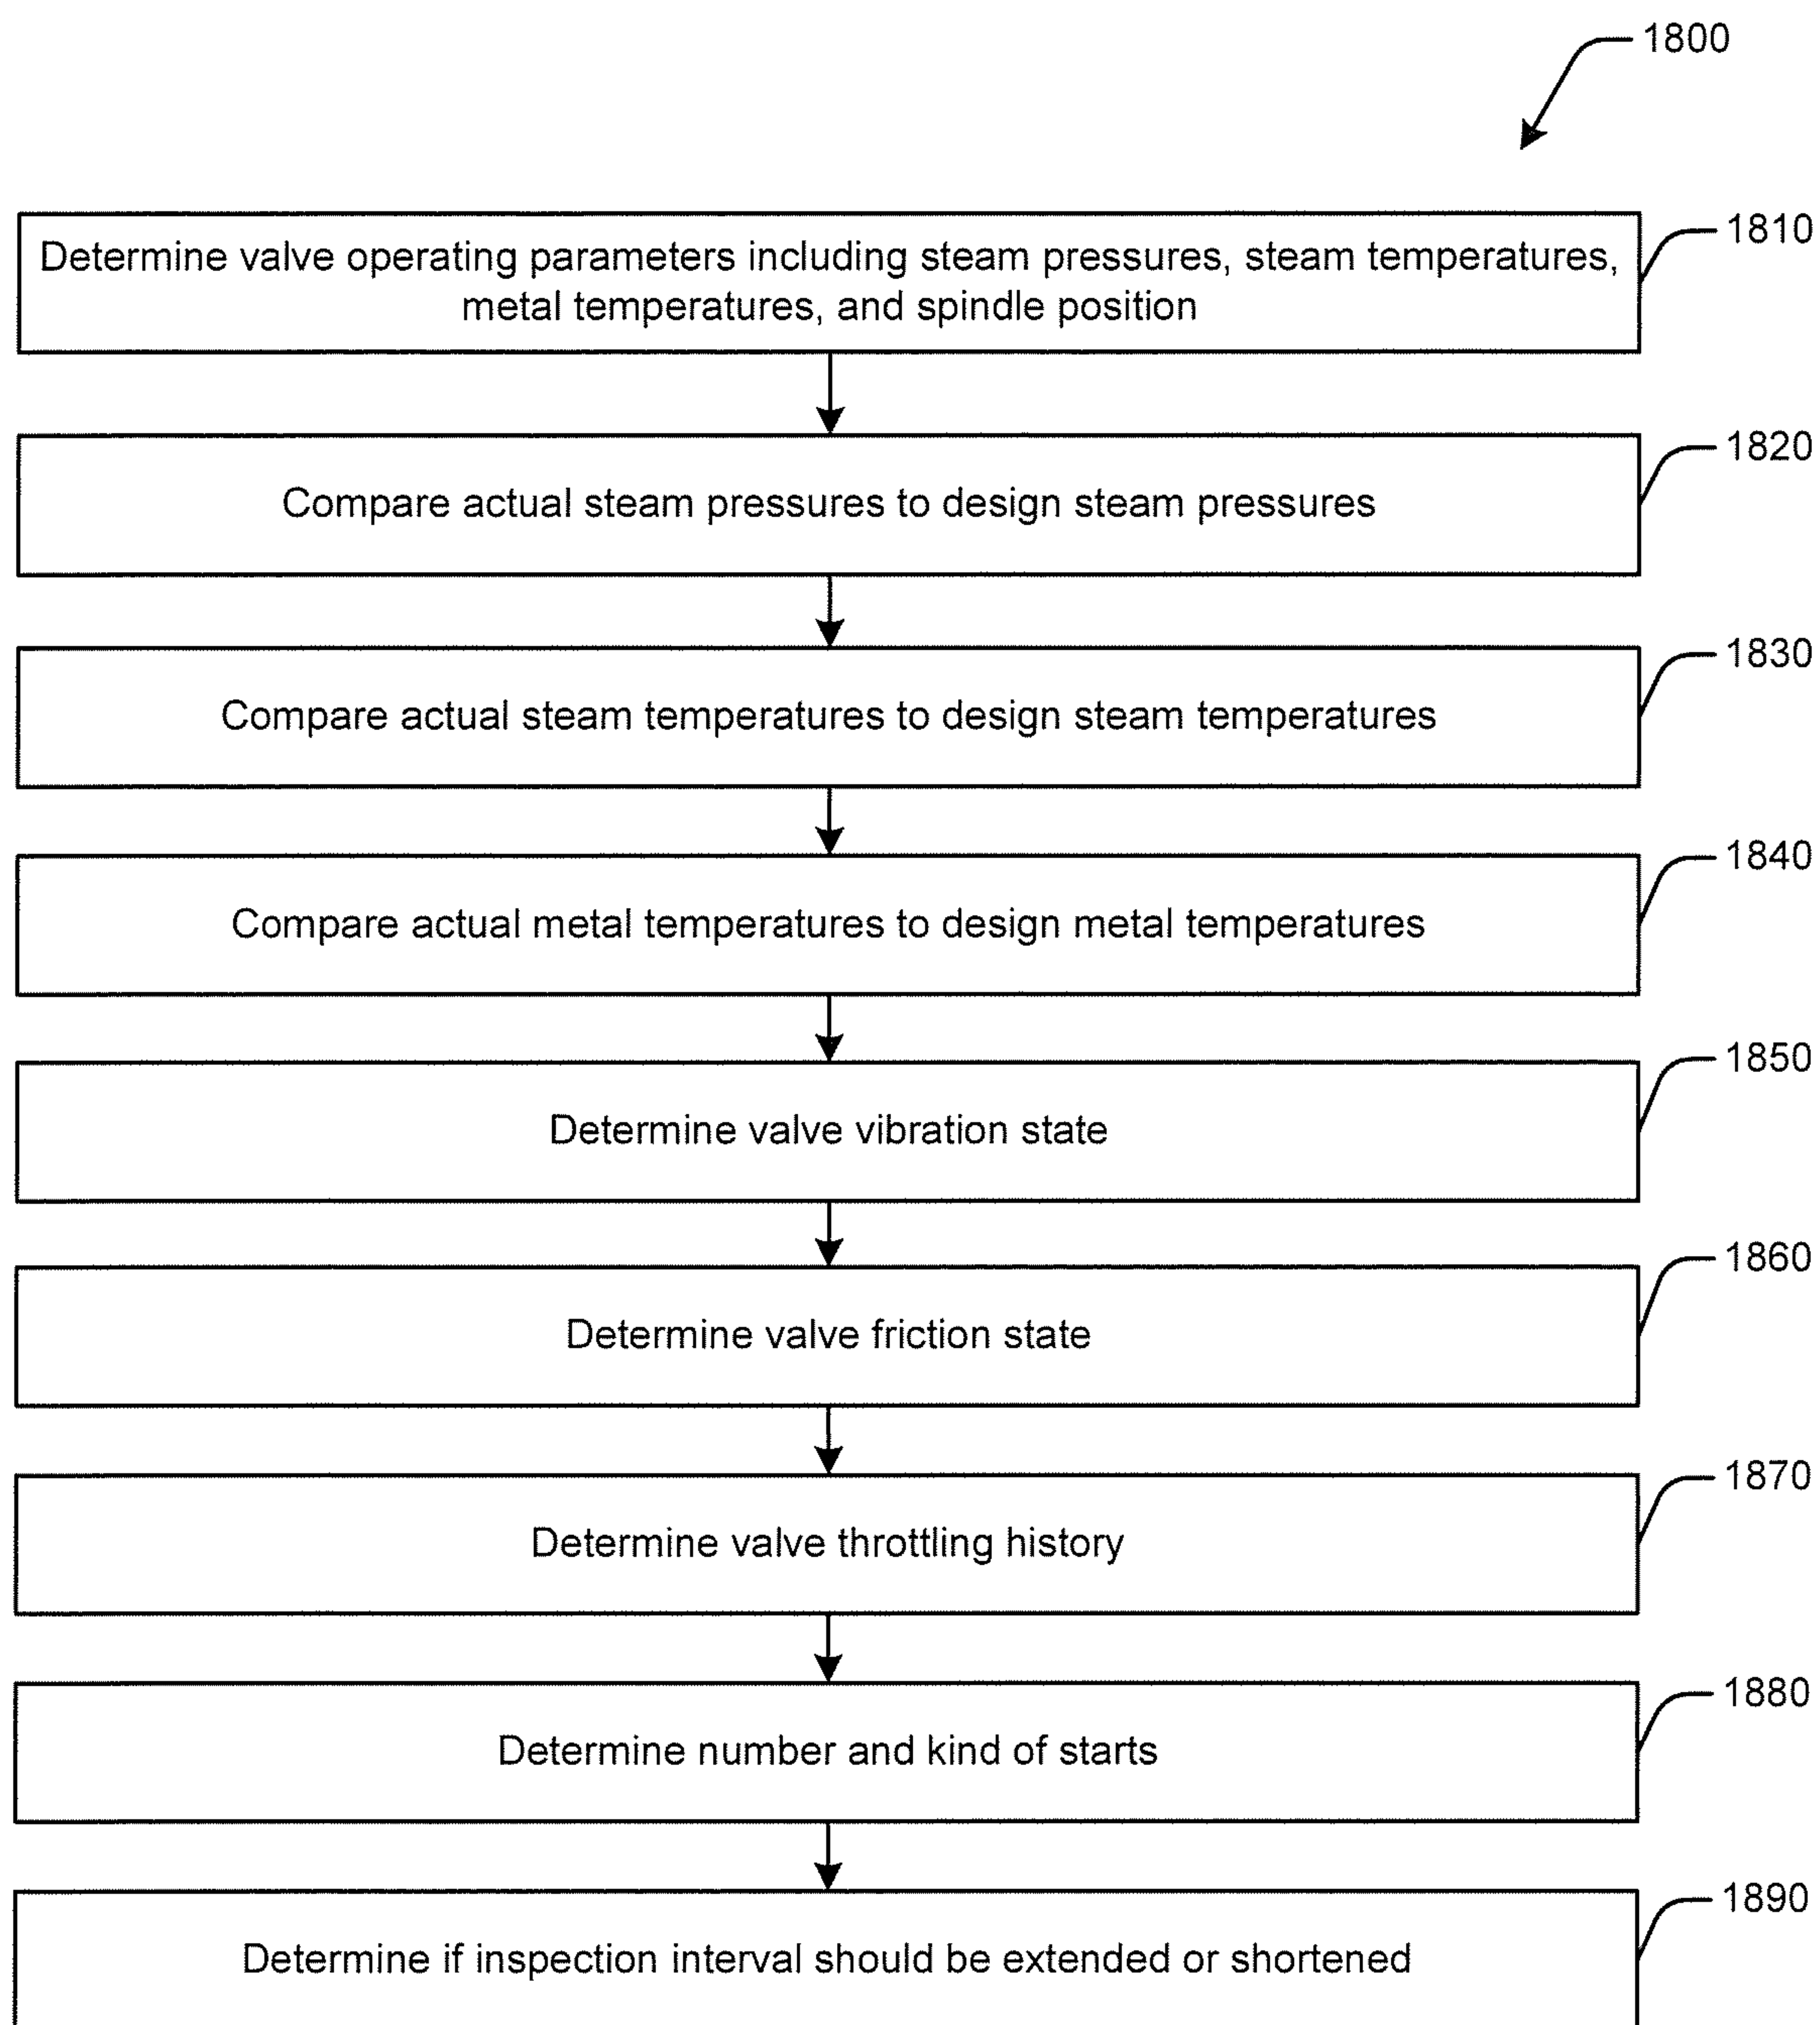 1800
1810
Determine valve operating parameters including steam pressures, steam temperatures,
metal temperatures, and spindle position
1820
Compare actual steam pressures to design steam pressures
1830
Compare actual steam temperatures to design steam temperatures
1840
Compare actual metal temperatures to design metal temperatures
1850
Determine valve vibration state
1860
Determine valve friction state
1870
Determine valve throttling history
1880
Determine number and kind of starts
1890
Determine if inspection interval should be extended or shortened